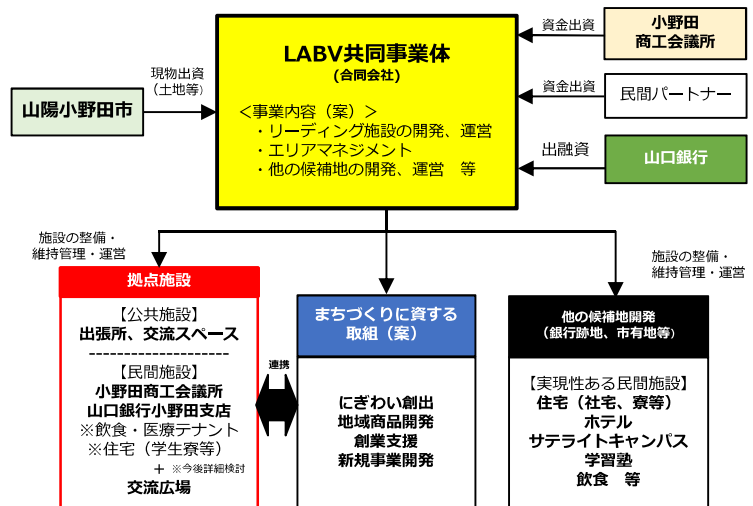 LABV共同事業体
(合同会社)
＜事業内容（案）＞
・リーディング施設の開発、運営
・エリアマネジメント
・他の候補地の開発、運営　等
山陽小野田市
現物出資
（土地等）
資金出資
小野田
商工会議所
資金出資
民間パートナー
出融資
山口銀行
施設の整備・
維持管理・運営
施設の整備・
維持管理・運営
拠点施設
【公共施設】
出張所、交流スペース
---------------------
【民間施設】
小野田商工会議所
山口銀行小野田支店
※飲食・医療テナント
※住宅（学生寮等）
＋ ※今後詳細検討
交流広場
連携
まちづくりに資する
取組（案）
にぎわい創出
地域商品開発
創業支援
新規事業開発
他の候補地開発
（銀行跡地、市有地等）
【実現性ある民間施設】
住宅（社宅、寮等）
ホテル
サテライトキャンパス
学習塾
飲食　等